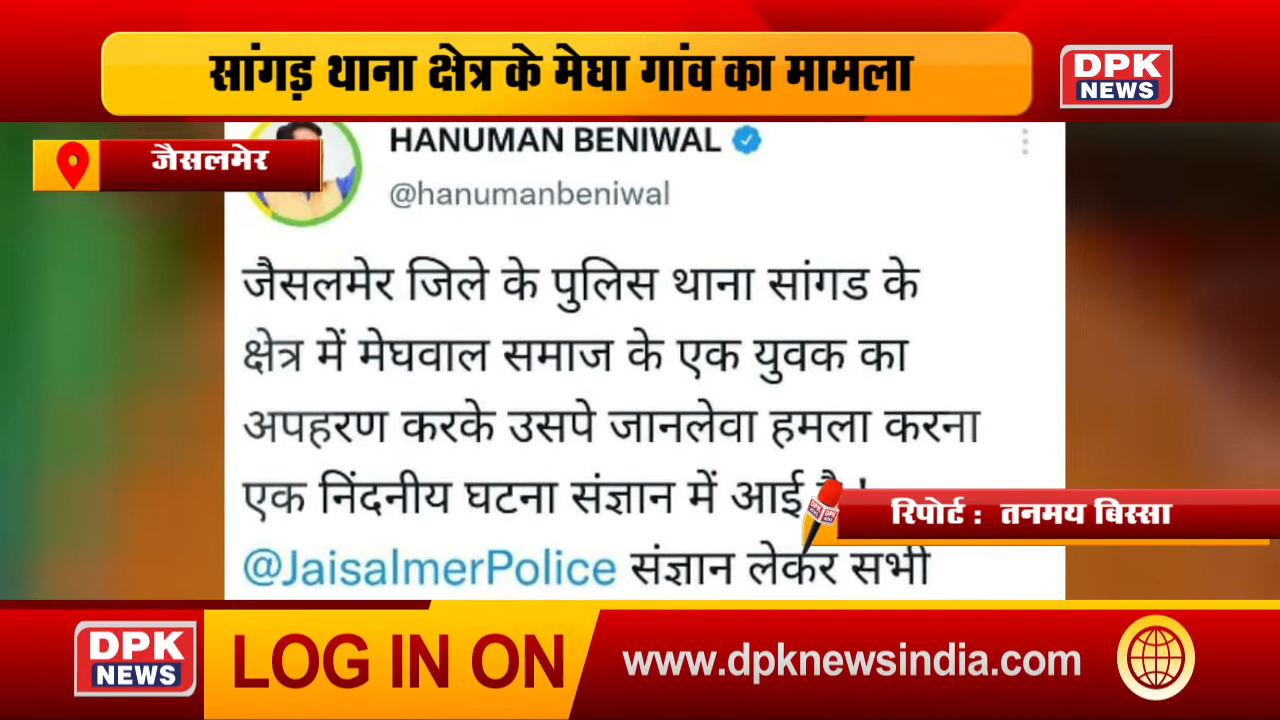 सांगड़ थाना क्षेत्र के मेघा गांव का मामला
DPK
NEWS
जैसलमेर
HANUMAN BENIWAL
@hanumanbeniwal
जैसलमेर जिले के पुलिस थाना सांगड के
क्षेत्र में मेघवाल समाज के एक युवक का
अपहरण करके उसपे जानलेवा हमला करना
एक निंदनीय घटना संज्ञान में आई
@JaisalmerPolice संज्ञान लेकर सभी
रिपोर्ट : तनमय बिस्सा
DPK
NEWS
LOG IN ON
www.dpknewsindia.com